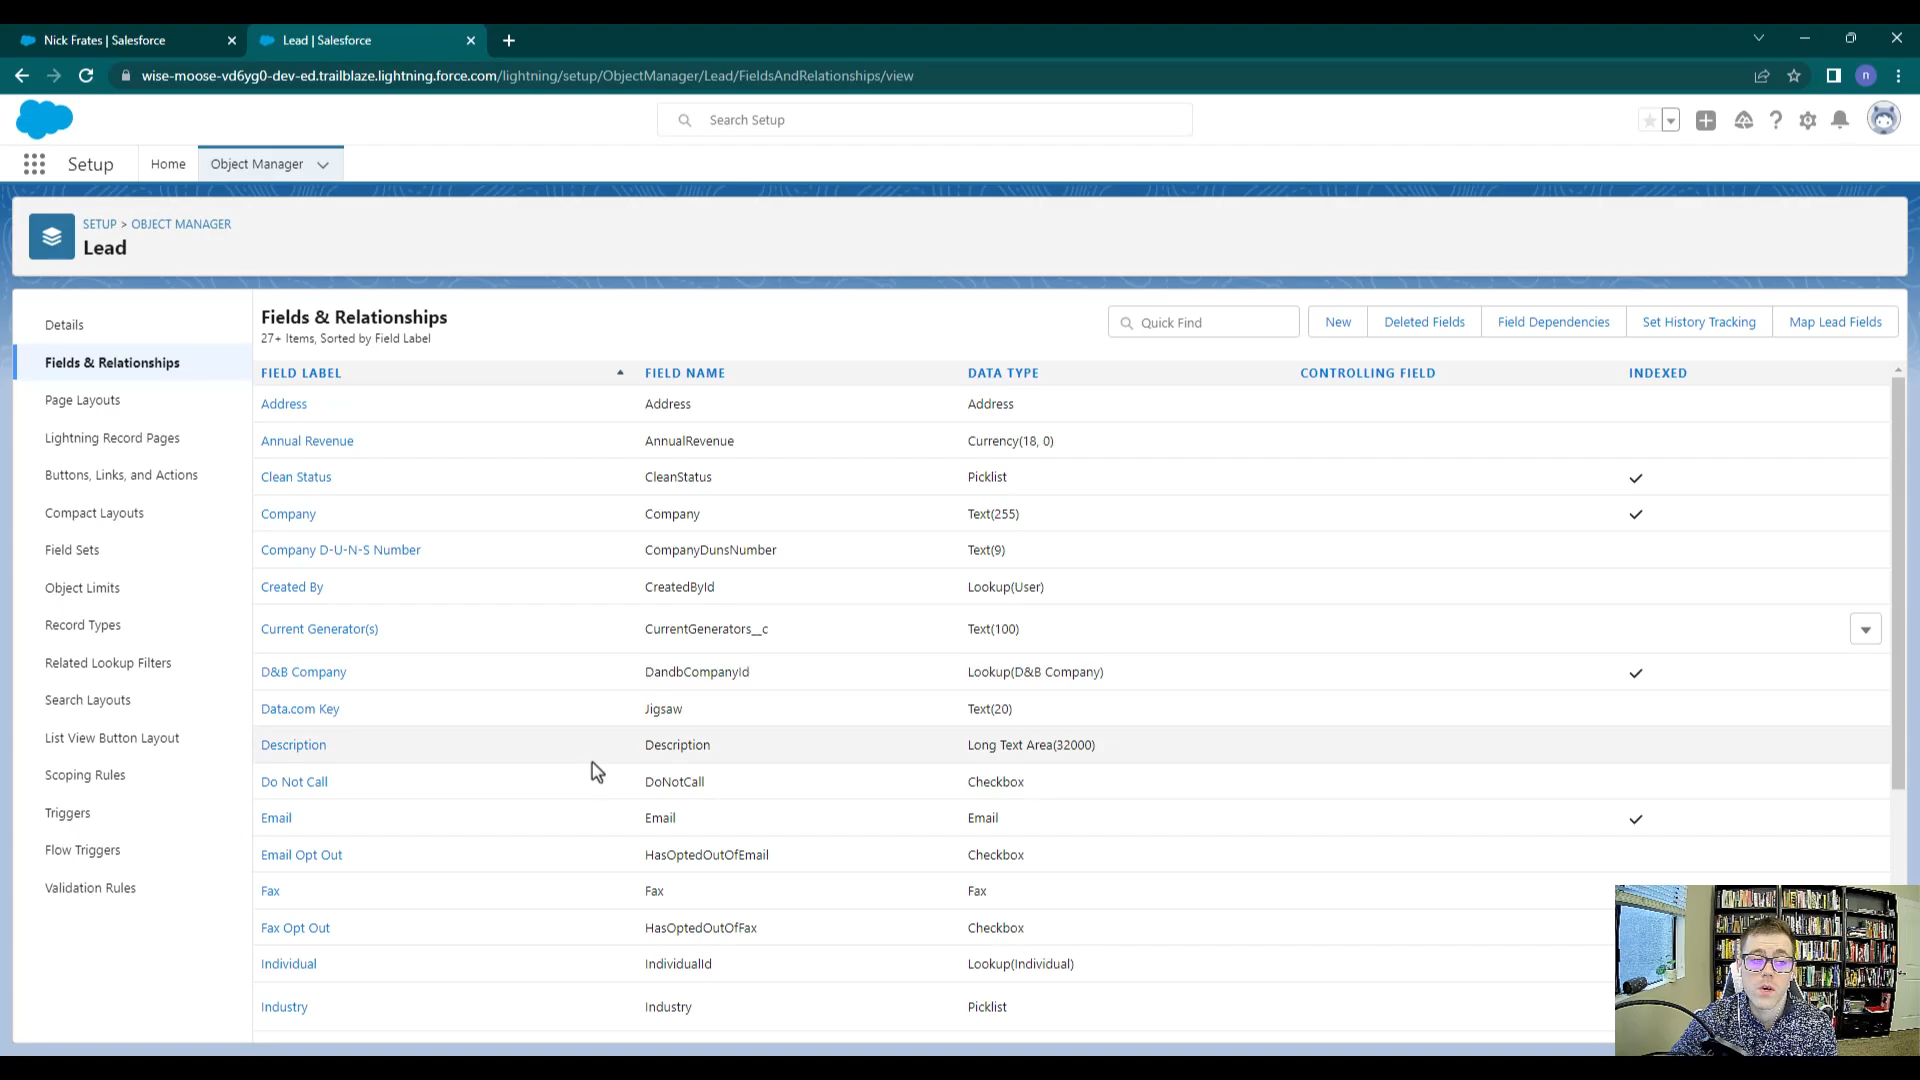 Nick Frates | Salesforce
Lead | Salesforce
wise-moose-vd6yg0-dev-ed.trailblaze.lightning.force.com/lightning/setup/ObjectManager/Lead/FieldsAndRelationships/view
n
Search Setup
Setup
Home
Object Manager
SETUP > OBJECT MANAGER
Lead
Details
Fields & Relationships
Page Layouts
Lightning Record Pages
Buttons, Links, and Actions
Compact Layouts
Field Sets
Object Limits
Record Types
Related Lookup Filters
Search Layouts
List View Button Layout
Scoping Rules
Triggers
Flow Triggers
Validation Rules
Fields & Relationships
27+ Items, Sorted by Field Label
Quick Find
New
Deleted Fields
Field Dependencies
Set History Tracking
Map Lead Fields
FIELD LABEL FIELD NAME DATA TYPE CONTROLLING FIELD INDEXED
Address Address Address
Annual Revenue AnnualRevenue Currency(18, 0)
Clean Status CleanStatus Picklist
Company Company Text(255)
Company D-U-N-S Number CompanyDunsNumber Text(9)
Created By CreatedById Lookup(User)
Current Generator(s) CurrentGenerators__c Text(100)
D&B Company DandbCompanyId Lookup(D&B Company)
Data.com Key Jigsaw Text(20)
Description Description Long Text Area(32000)
Do Not Call DoNotCall Checkbox
Email Email Email
Email Opt Out HasOptedOutOfEmail Checkbox
Fax Fax Fax
Fax Opt Out HasOptedOutOfFax Checkbox
Individual IndividualId Lookup(Individual)
Industry Industry Picklist